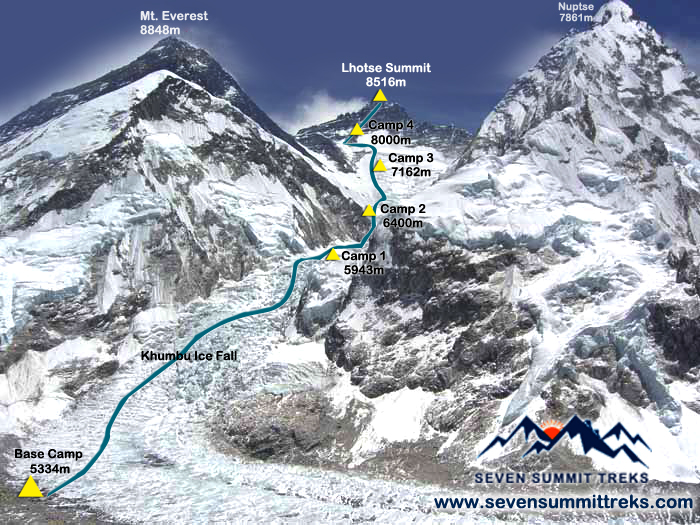 Mt. Everest
8848m
Nuptse
7861m
Lhotse Summit
8516m
Camp 4
8000m
Camp 3
7162m
Camp 2
6400m
Camp 1
5943m
Khumbu Ice Fall
Base Camp
5334m
SEVEN SUMMIT TREKS
www.sevensummittreks.com